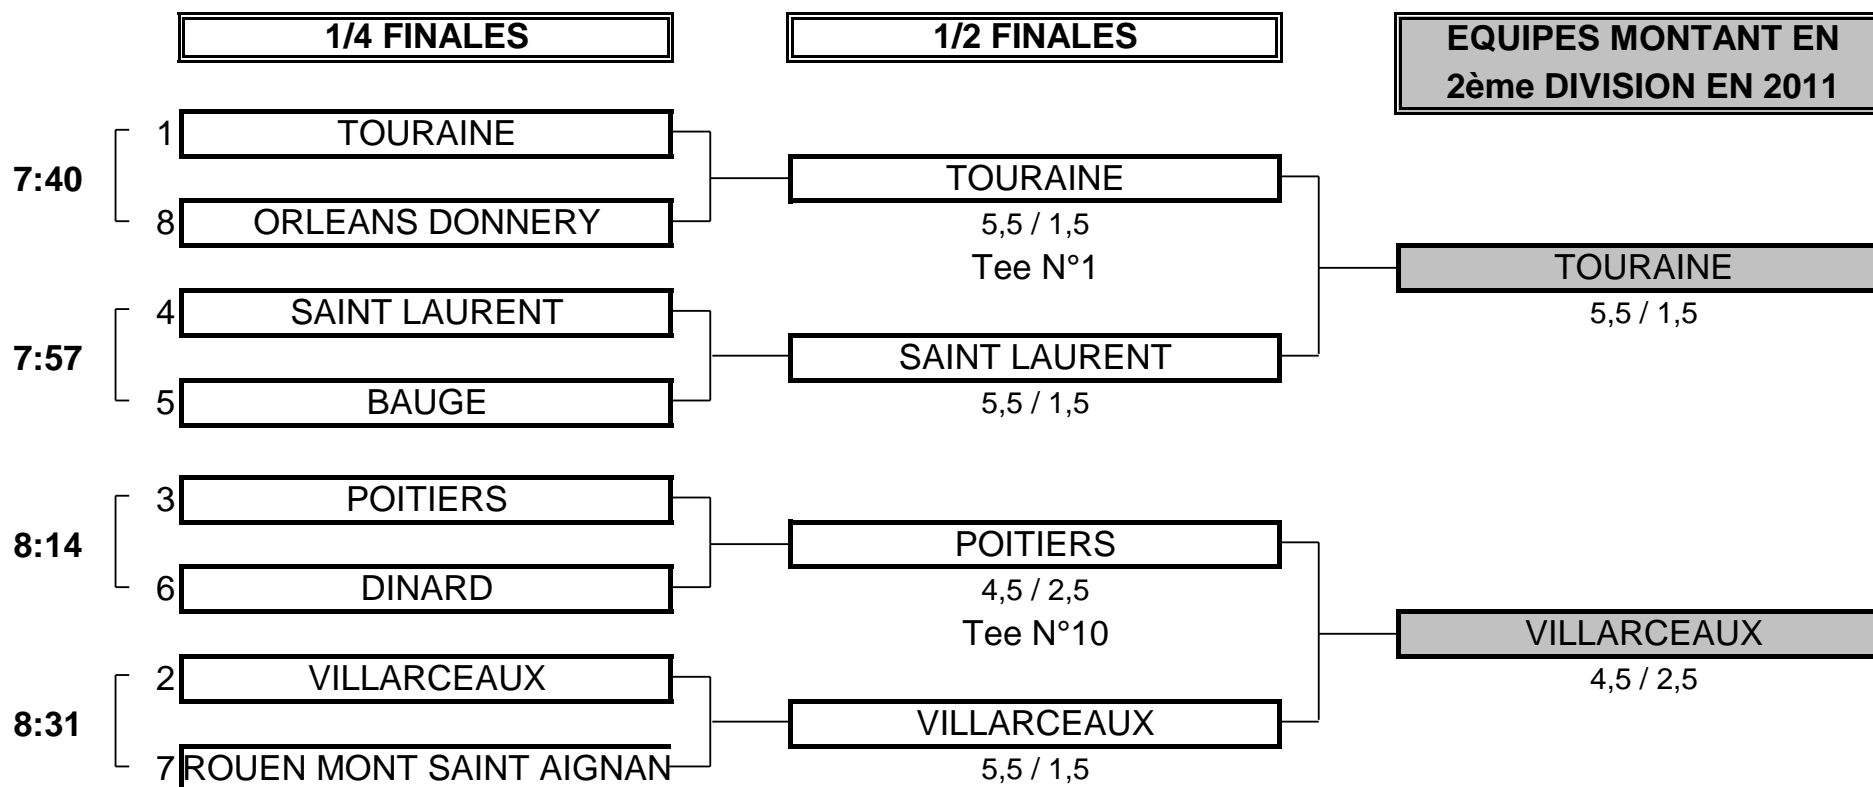 1/4 FINALES
1/2 FINALES
EQUIPES MONTANT EN
2ème DIVISION EN 2011
7:40
1 TOURAINE
8 ORLEANS DONNERY
TOURAINE
5,5 / 1,5
Tee N°1
7:57
4 SAINT LAURENT
5 BAUGE
SAINT LAURENT
5,5 / 1,5
TOURAINE
5,5 / 1,5
8:14
3 POITIERS
6 DINARD
POITIERS
4,5 / 2,5
Tee N°10
8:31
2 VILLARCEAUX
7 ROUEN MONT SAINT AIGNAN
VILLARCEAUX
5,5 / 1,5
VILLARCEAUX
4,5 / 2,5